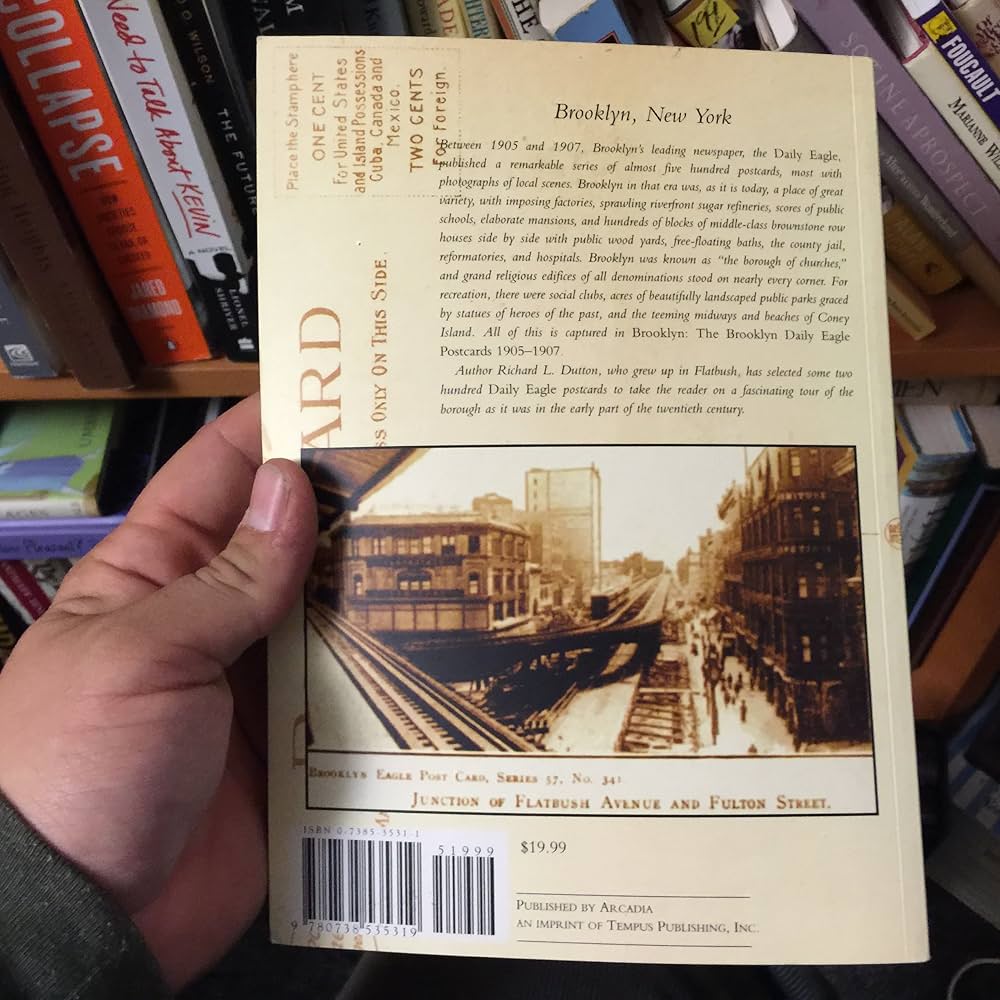 Place the Stamp here
ONE CENT
For United States
and Island Possessions
Cuba, Canada and
Mexico.
TWO CENTS
For Foreign.
ARD
SS ONLY ON THIS SIDE.
Brooklyn, New York
Between 1905 and 1907, Brooklyn's leading newspaper, the Daily Eagle,
published a remarkable series of almost five hundred postcards, most with
photographs of local scenes. Brooklyn in that era was, as it is today, a place of great
variety, with imposing factories, sprawling riverfront sugar refineries, scores of public
schools, elaborate mansions, and hundreds of blocks of middle-class brownstone row
houses side by side with public wood yards, free-floating baths, the county jail,
reformatories, and hospitals. Brooklyn was known as "the borough of churches,"
and grand religious edifices of all denominations stood on nearly every corner. For
recreation, there were social clubs, acres of beautifully landscaped public parks graced
by statues of heroes of the past, and the teeming midways and beaches of Coney
Island. All of this is captured in Brooklyn: The Brooklyn Daily Eagle
Postcards 1905–1907.
Author Richard L. Dutton, who grew up in Flatbush, has selected some two
hundred Daily Eagle postcards to take the reader on a fascinating tour of the
borough as it was in the early part of the twentieth century.
BROOKLYN EAGLE POST CARD, SERIES 57, NO. 341
JUNCTION OF FLATBUSH AVENUE AND FULTON STREET.
ISBN 0-7385-3531-1
51999
9 780738 535319
$19.99
PUBLISHED BY ARCADIA
AN IMPRINT OF TEMPUS PUBLISHING, INC.
COLLAPSE
JARED
DIAMOND
Need to Talk About KEVIN
A NOVEL
LIONEL
SHRIVER
O. WILSON
THE FUTURE
FOUCAULT
MARIANNE
PROSPECT